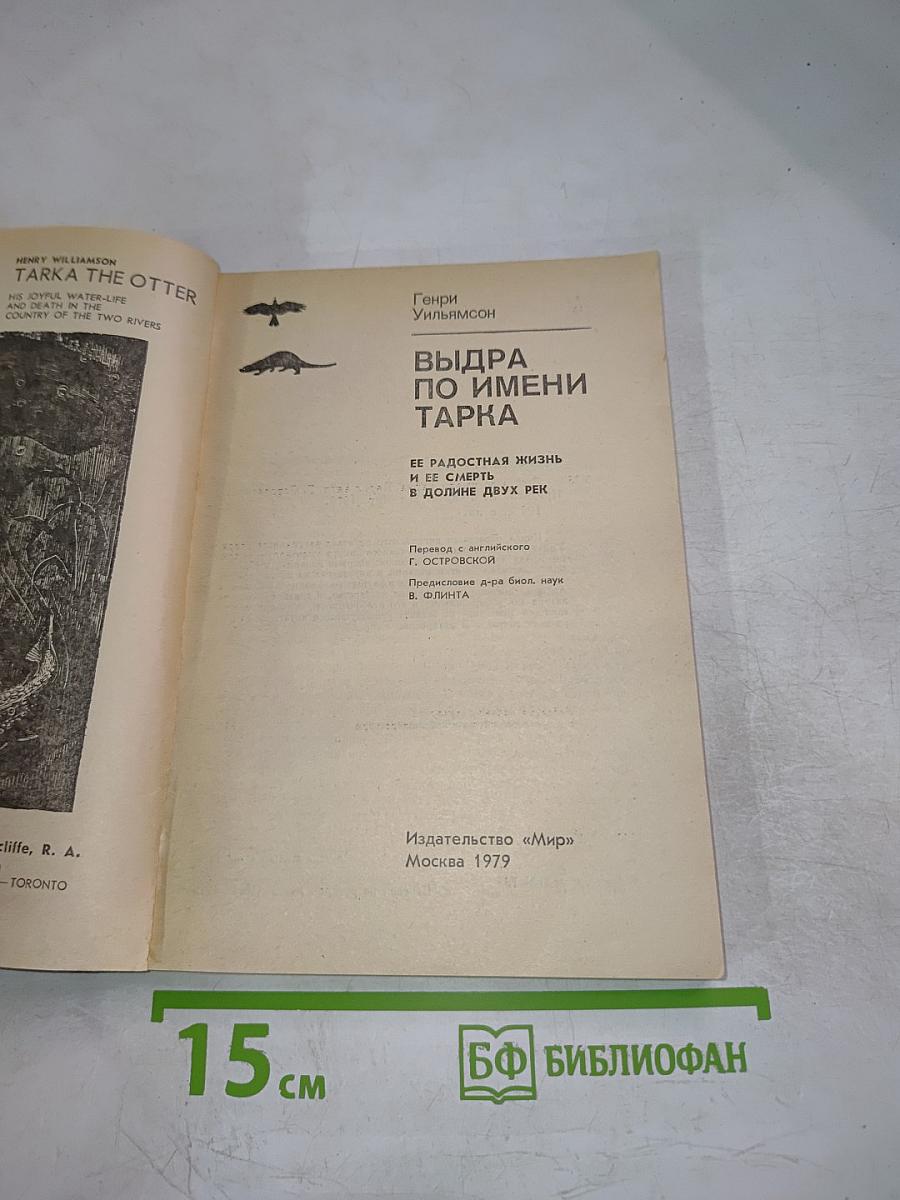 HENRY WILLIAMSON
TARKA THE OTTER
HIS JOYFUL WATER-LIFE
AND DEATH IN THE
COUNTRY OF THE TWO RIVERS
cliffe, R. A.
—TORONTO
Генри
Уильямсон
ВЫДРА
ПО ИМЕНИ
ТАРКА
ЕЕ РАДОСТНАЯ ЖИЗНЬ
И ЕЕ СМЕРТЬ
В ДОЛИНЕ ДВУХ РЕК
Перевод с английского
Г. ОСТРОВСКОЙ
Предисловие д-ра биол. наук
В. ФЛИНТА
Издательство «Мир»
Москва 1979
15 см
БФ БИБЛИОФАН